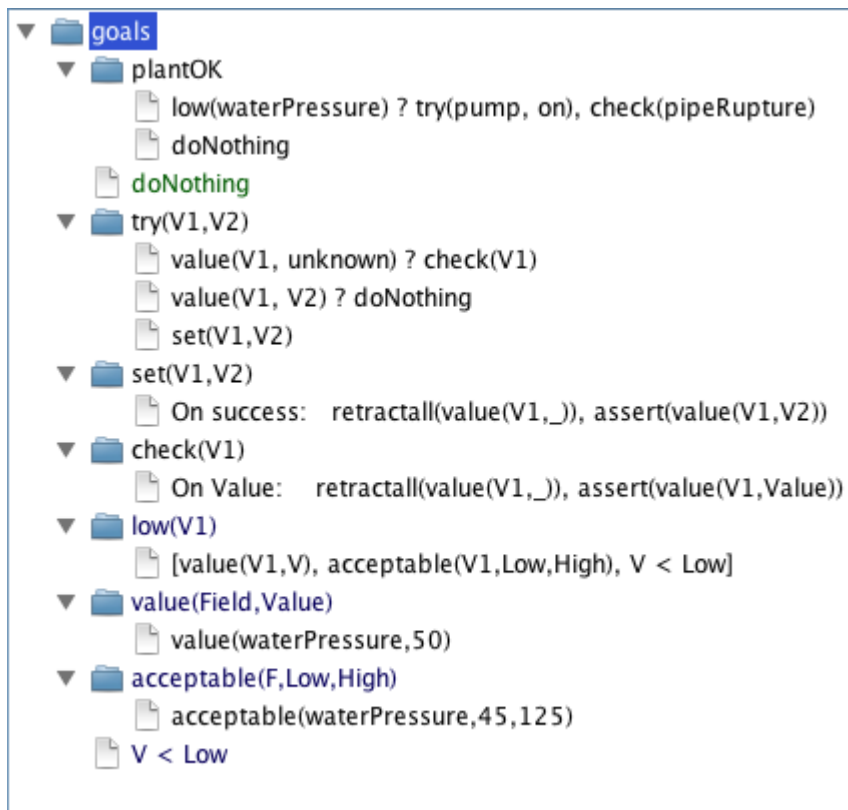 goals
plantOK
low(waterPressure) ? try(pump, on), check(pipeRupture)
doNothing
doNothing
try(V1,V2)
value(V1, unknown) ? check(V1)
value(V1, V2) ? doNothing
set(V1,V2)
set(V1,V2)
On success: retractall(value(V1,_)), assert(value(V1,V2))
check(V1)
On Value: retractall(value(V1,_)), assert(value(V1,Value))
low(V1)
[value(V1,V), acceptable(V1,Low,High), V < Low]
value(Field,Value)
value(waterPressure,50)
acceptable(F,Low,High)
acceptable(waterPressure,45,125)
V < Low